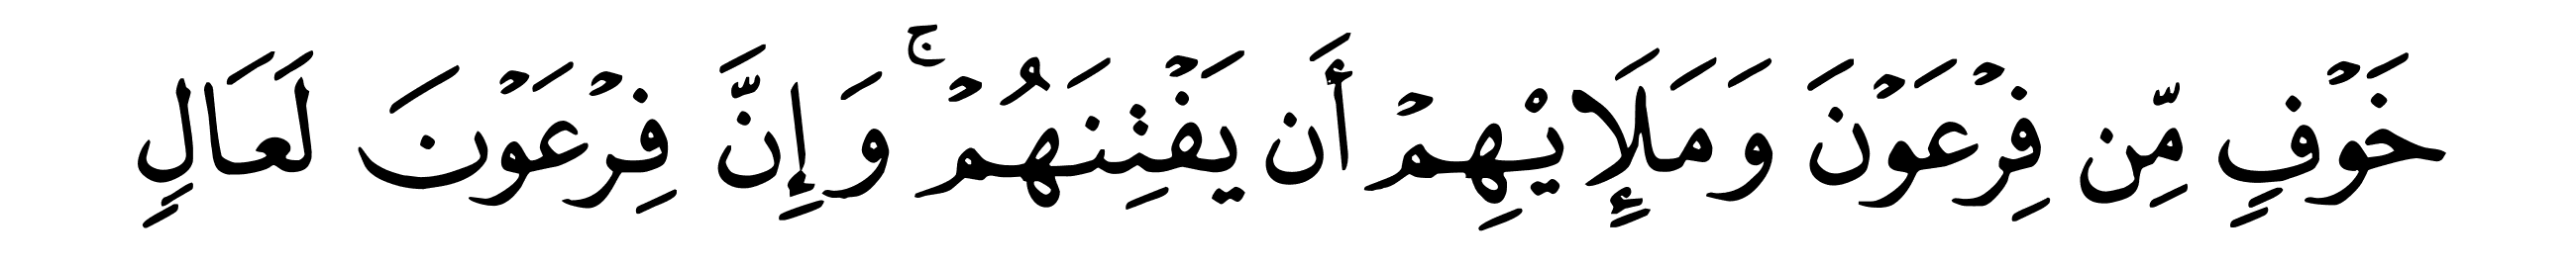 خَوْفٍ مِّن فِرْعَوْنَ وَمَلَإِيْهِمْ أَن يَفْتِنَهُمْ ۚ وَإِنَّ فِرْعَوْنَ لَعَالٍ